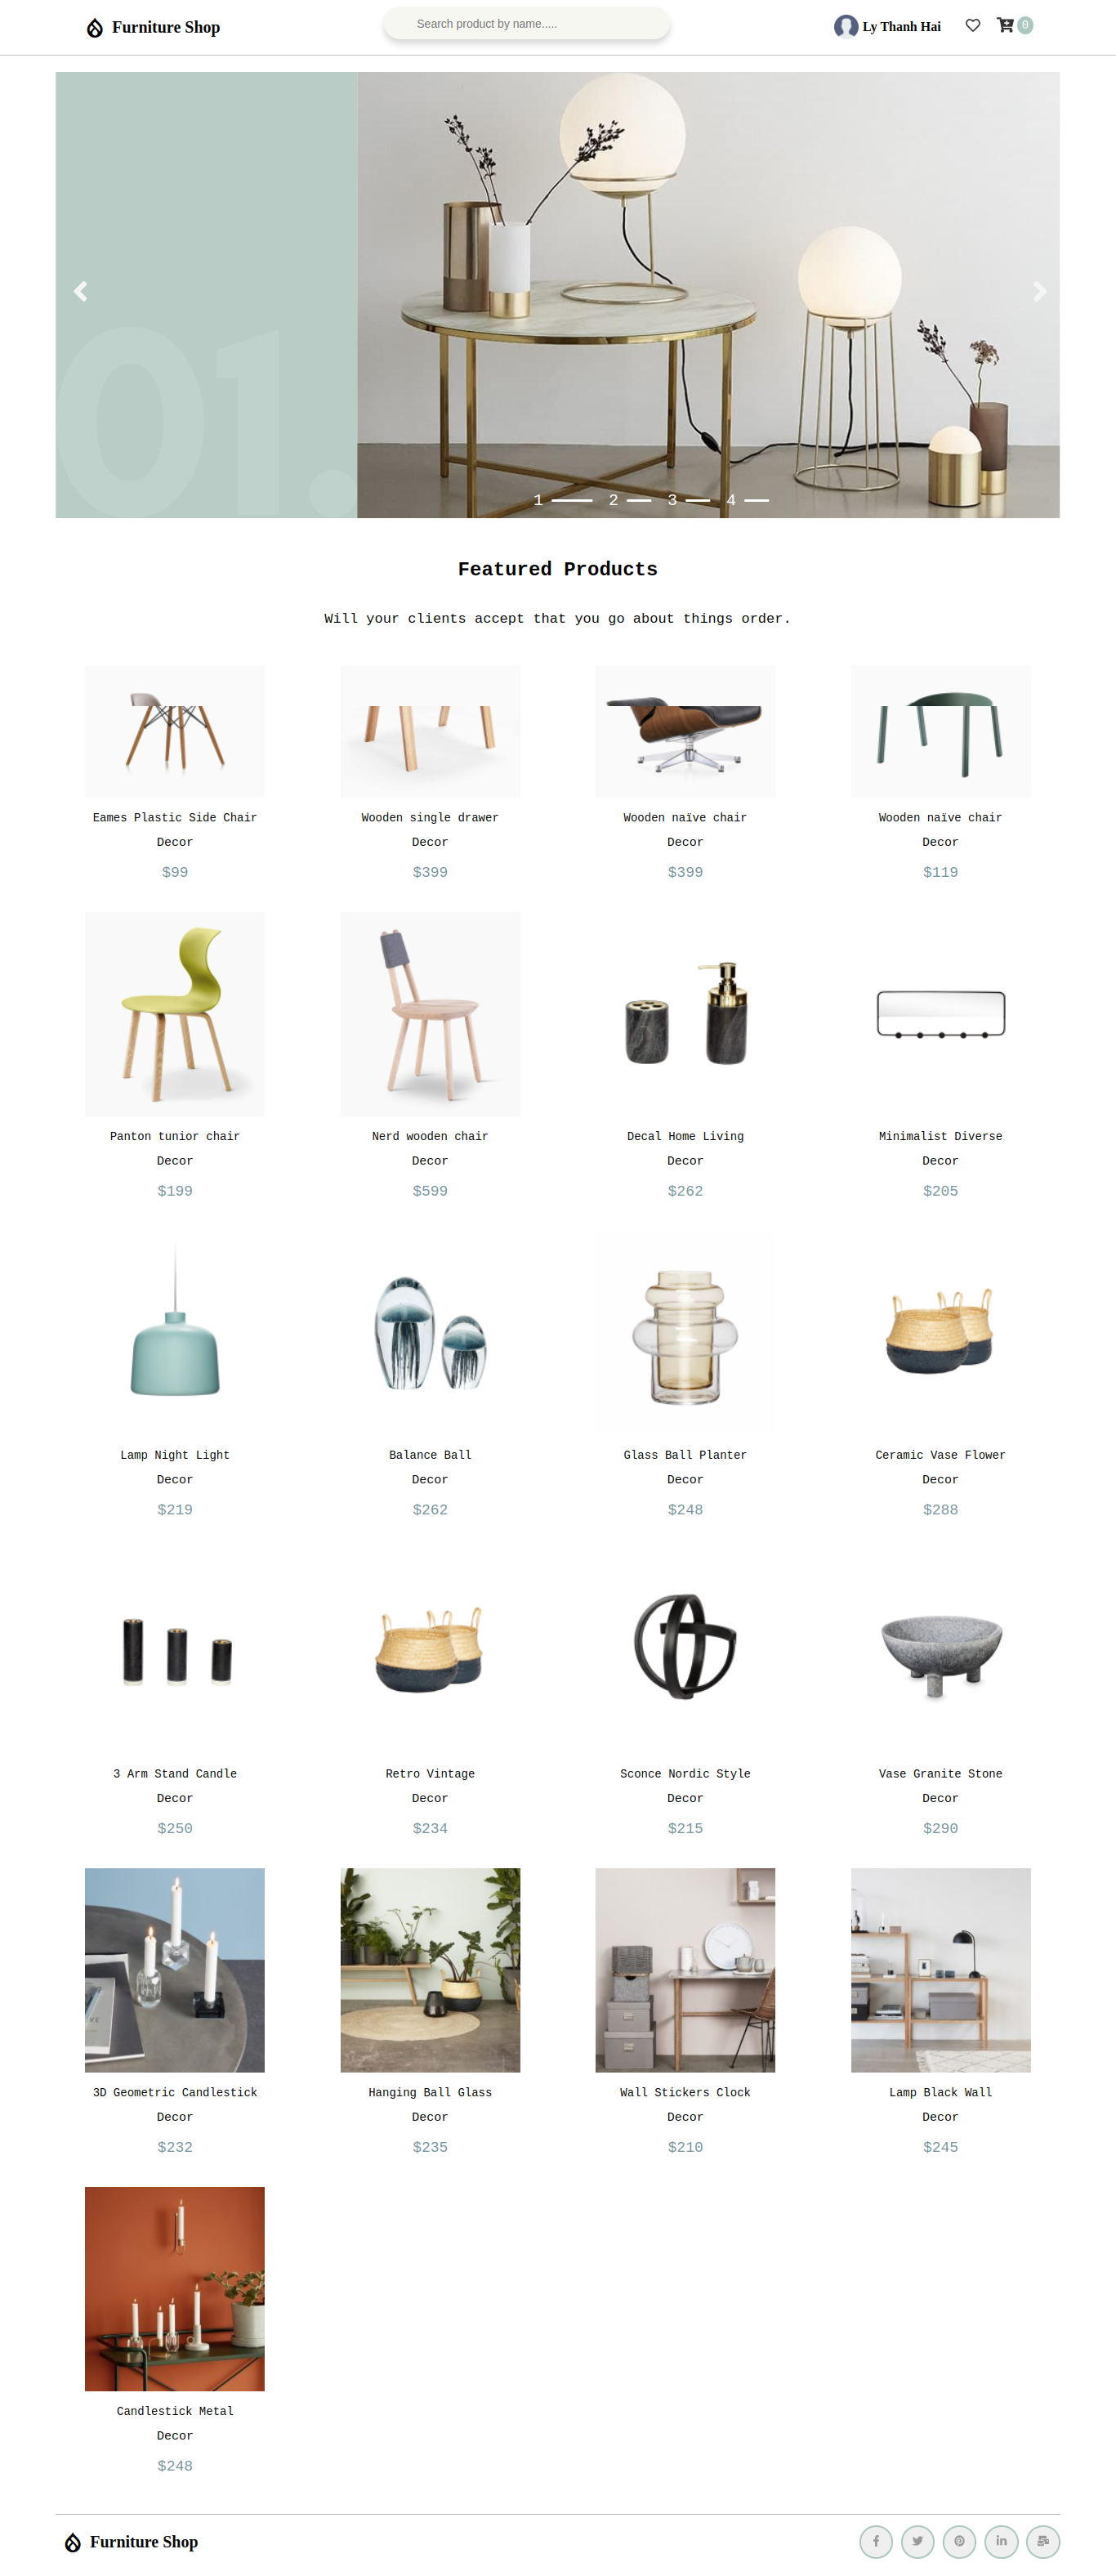 Furniture Shop
Search product by name.....
Ly Thanh Hai
0
01.
1 2 3 4
Featured Products
Will your clients accept that you go about things order.
Eames Plastic Side Chair
Decor
$99
Wooden single drawer
Decor
$399
Wooden naïve chair
Decor
$399
Wooden naïve chair
Decor
$119
Panton tunior chair
Decor
$199
Nerd wooden chair
Decor
$599
Decal Home Living
Decor
$262
Minimalist Diverse
Decor
$205
Lamp Night Light
Decor
$219
Balance Ball
Decor
$262
Glass Ball Planter
Decor
$248
Ceramic Vase Flower
Decor
$288
3 Arm Stand Candle
Decor
$250
Retro Vintage
Decor
$234
Sconce Nordic Style
Decor
$215
Vase Granite Stone
Decor
$290
3D Geometric Candlestick
Decor
$232
Hanging Ball Glass
Decor
$235
Wall Stickers Clock
Decor
$210
Lamp Black Wall
Decor
$245
Candlestick Metal
Decor
$248
Furniture Shop